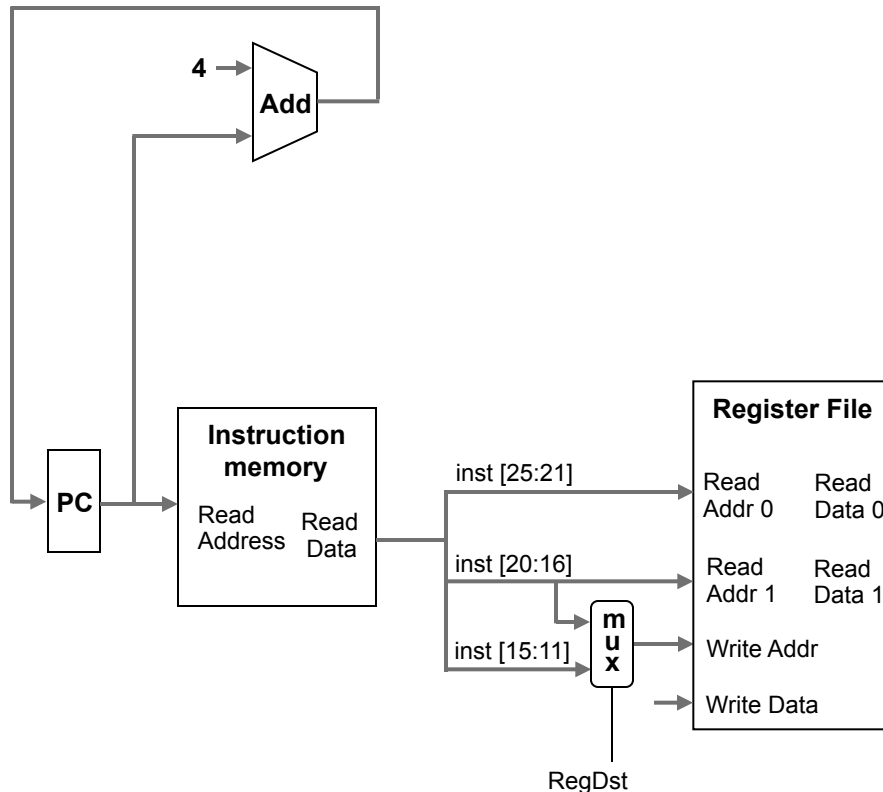 4
Add
PC
Instruction
memory
Read
Address
Read
Data
inst [25:21]
inst [20:16]
inst [15:11]
m
u
x
RegDst
Register File
Read
Addr 0
Read
Data 0
Read
Addr 1
Read
Data 1
Write Addr
Write Data